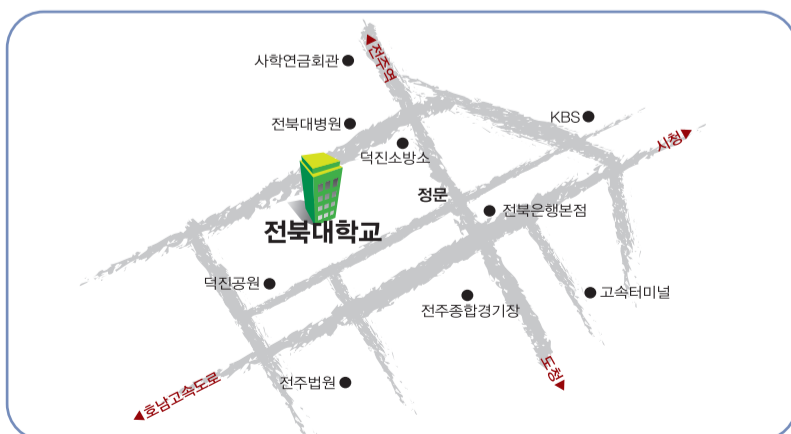 ◀전주역
사학연금회관
전북대병원
KBS
시청▶
덕진소방소
정문
전북은행본점
전북대학교
덕진공원
고속터미널
전주종합경기장
도청▶
전주법원
◀호남고속도로